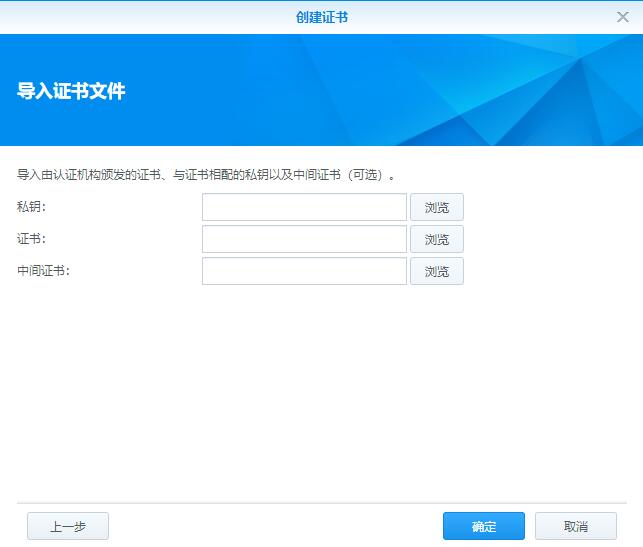 创建证书
导入证书文件
导入由认证机构颁发的证书、与证书相配的私钥以及中间证书（可选）。
私钥： 浏览
证书： 浏览
中间证书： 浏览
上一步 确定 取消